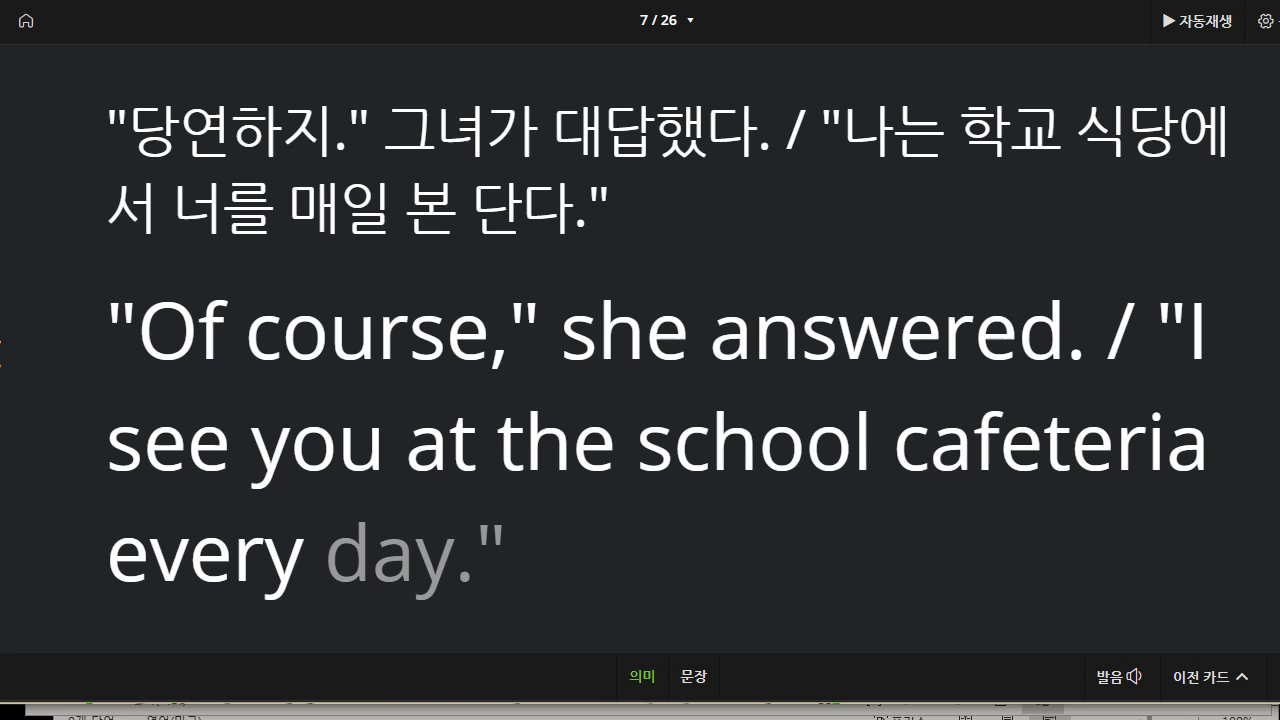 7 / 26
자동재생
"당연하지." 그녀가 대답했다. / "나는 학교 식당에
서 너를 매일 본 단다."
"Of course," she answered. / "I
see you at the school cafeteria
every day."
의미 문장 발음 이전 카드